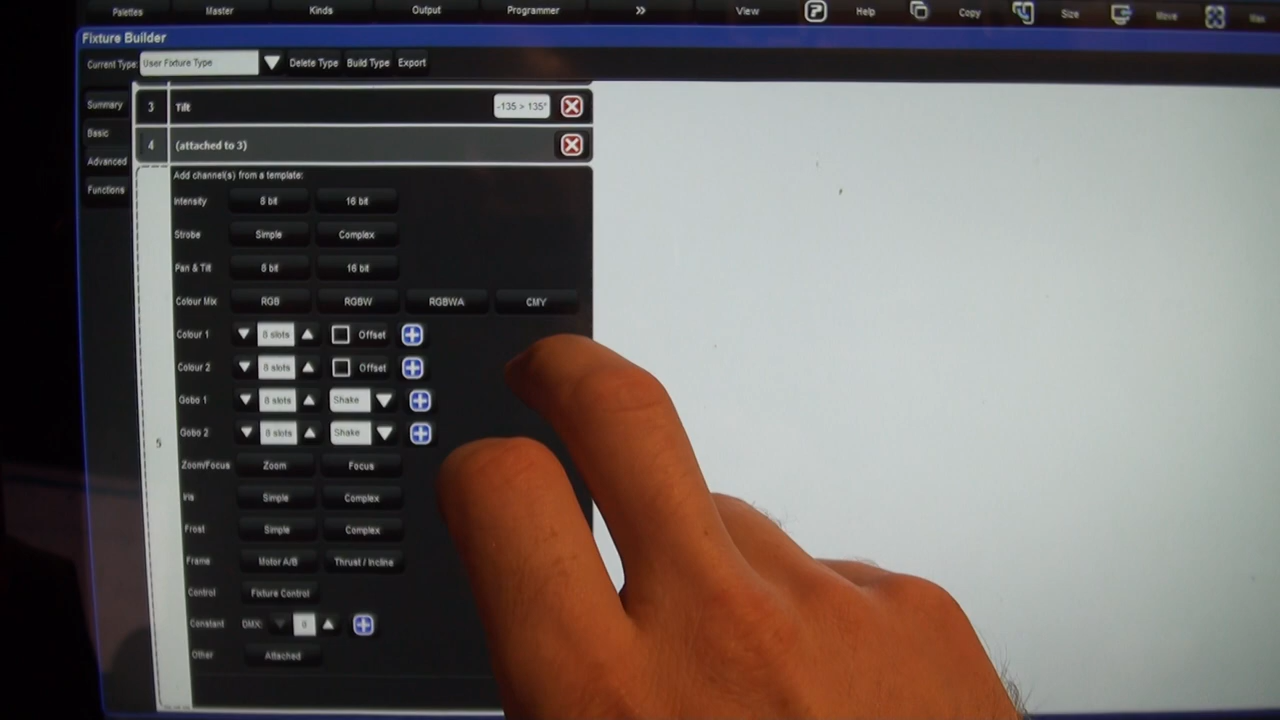 Palettes Master Kinds Output Programmer >> View Help Copy Size Move Max
Fixture Builder
Current Type: User Fixture Type Delete Type Build Type Export
Summary
Basic
Advanced
Functions
3 Tilt -135 > 135°
4 (attached to 3)
Add channel(s) from a template:
Intensity 8 bit 16 bit
Strobe Simple Complex
Pan & Tilt 8 bit 16 bit
Colour Mix RGB RGBW RGBWA CMY
Colour 1 8 slots Offset
Colour 2 8 slots Offset
Gobo 1 8 slots Shake
Gobo 2 8 slots Shake
5
Zoom/Focus Zoom Focus
Iris Simple Complex
Frost Simple Complex
Frame Motor A/B Thrust / Incline
Control Fixture Control
Constant DMX: 0
Other Attached